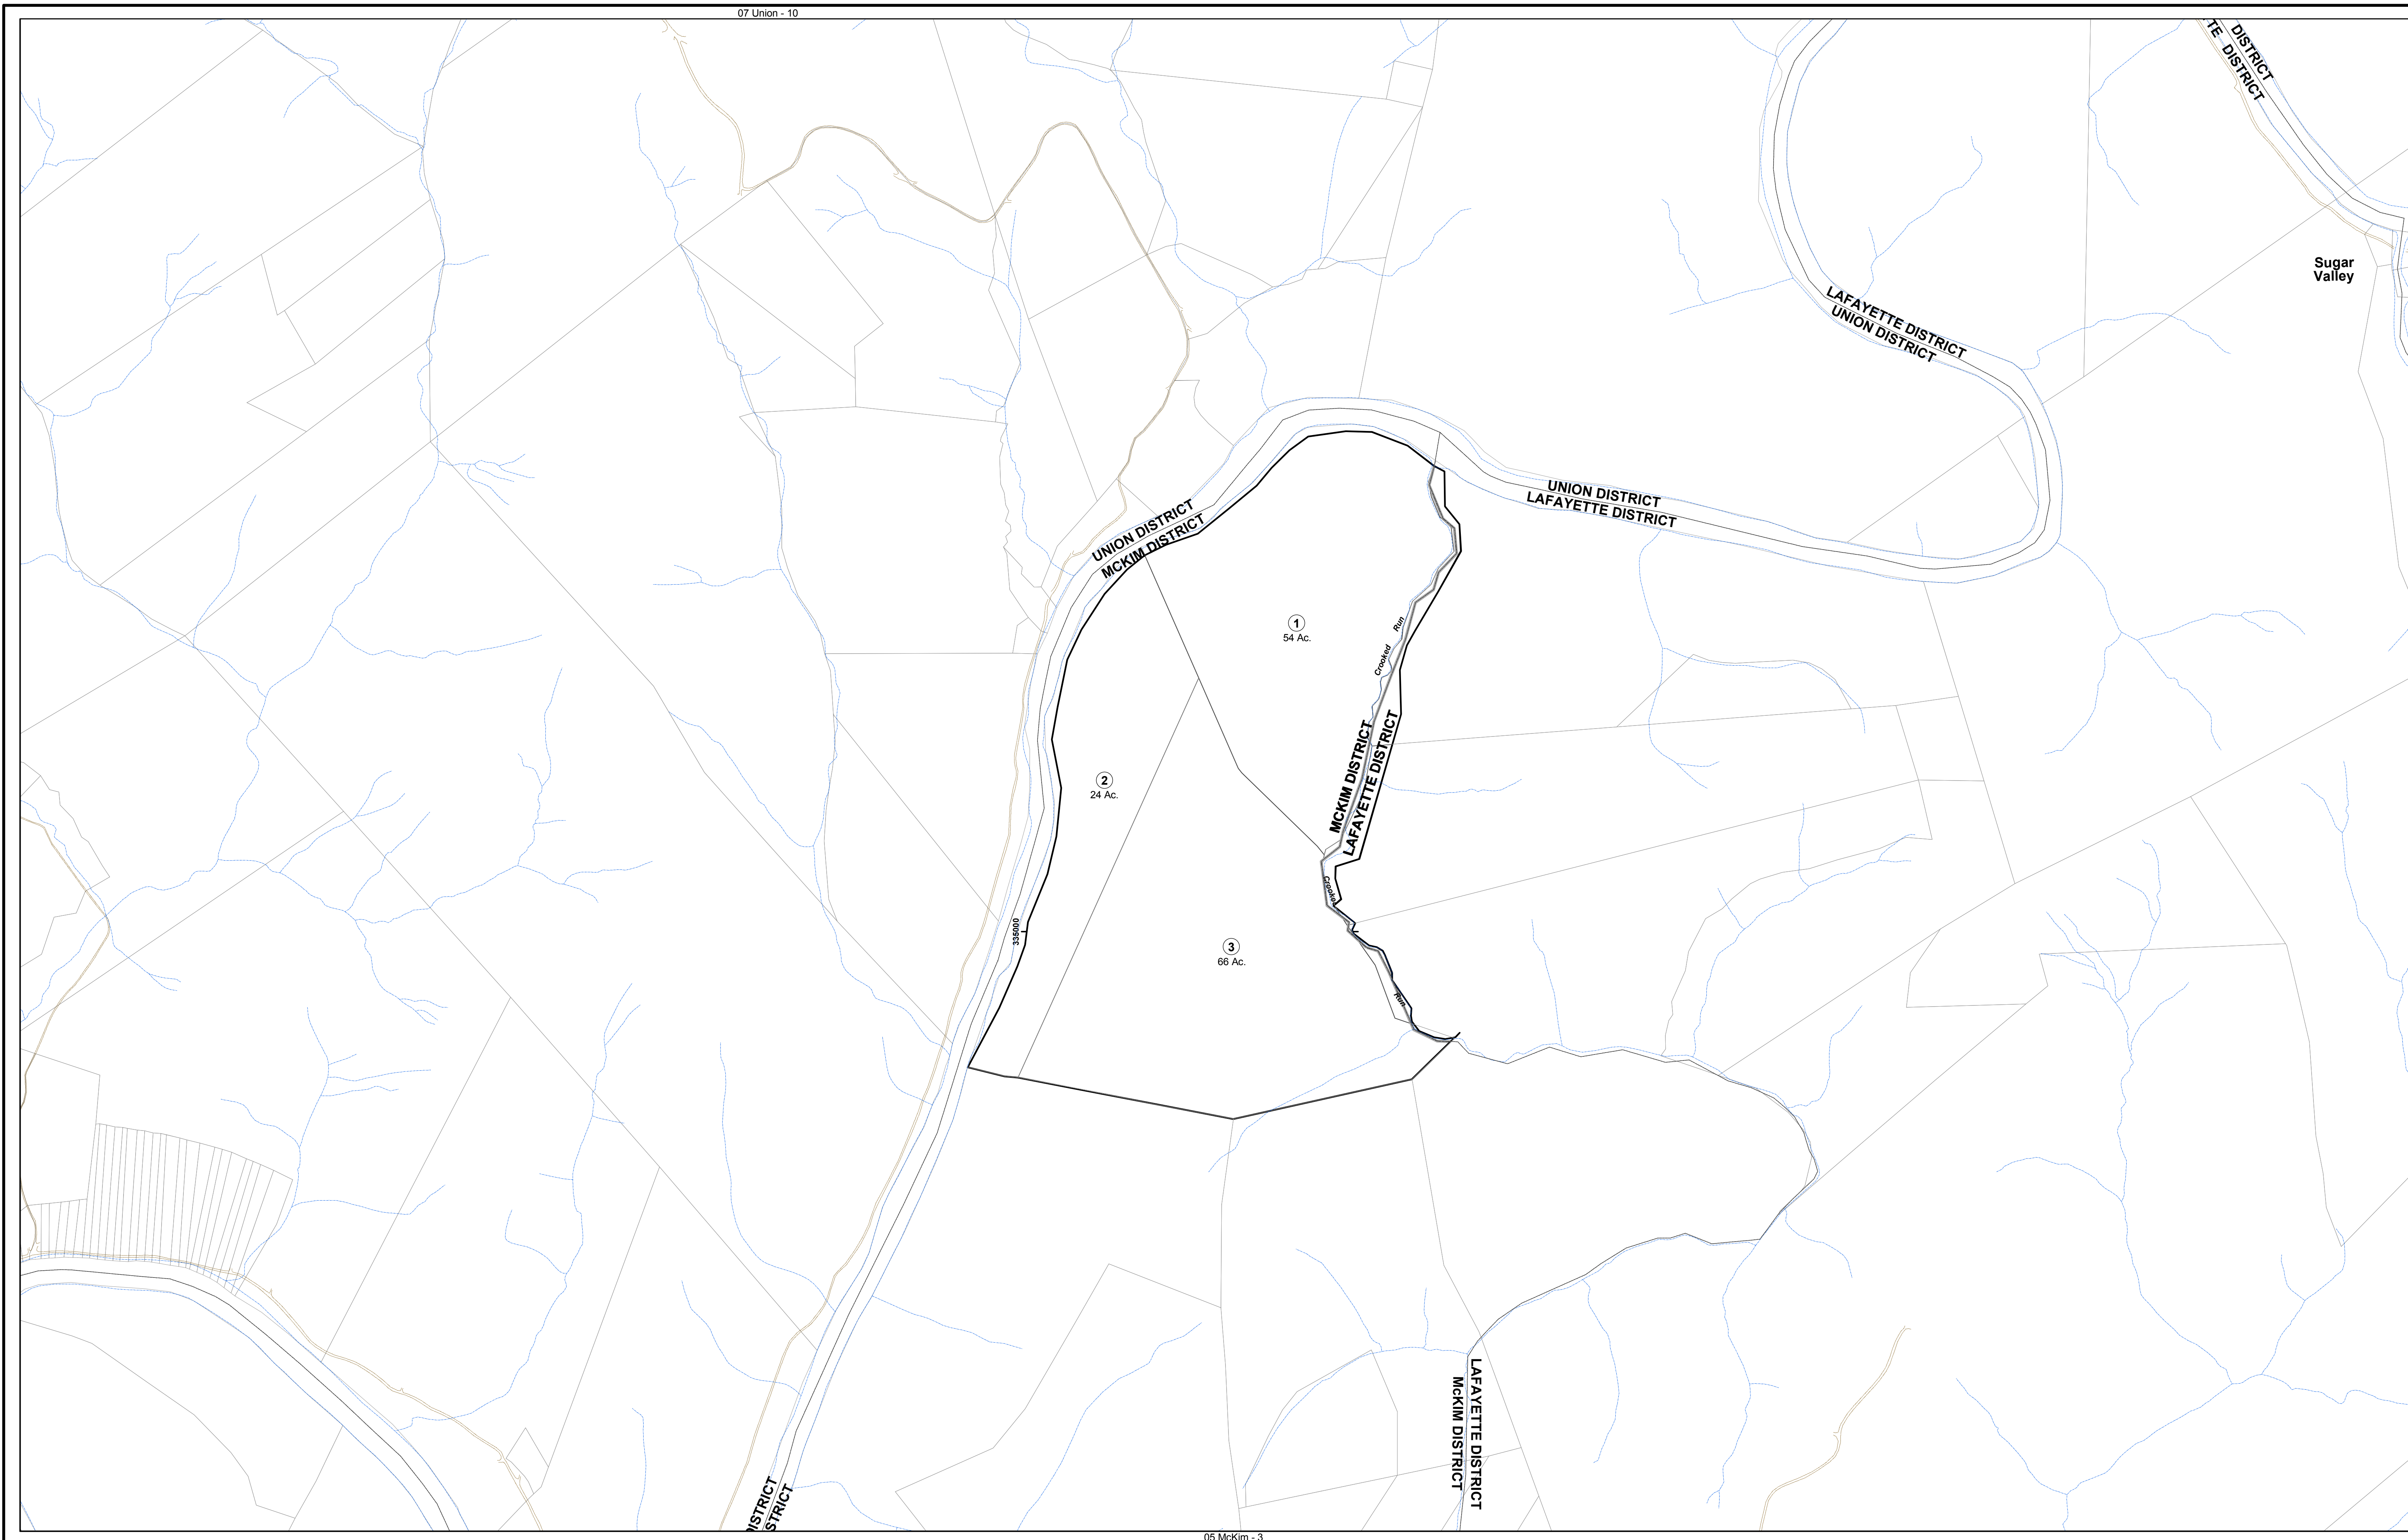 07 Union - 10
DISTRICT
TE DISTRICT
Sugar
Valley
LAFAYETTE DISTRICT
UNION DISTRICT
UNION DISTRICT
LAFAYETTE DISTRICT
UNION DISTRICT
MCKIM DISTRICT
1
54 Ac.
Crooked Run
MCKIM DISTRICT
LAFAYETTE DISTRICT
2
24 Ac.
Crooked
335000
3
66 Ac.
Run
LAFAYETTE DISTRICT
McKIM DISTRICT
DISTRICT
STRICT
05 McKim - 3